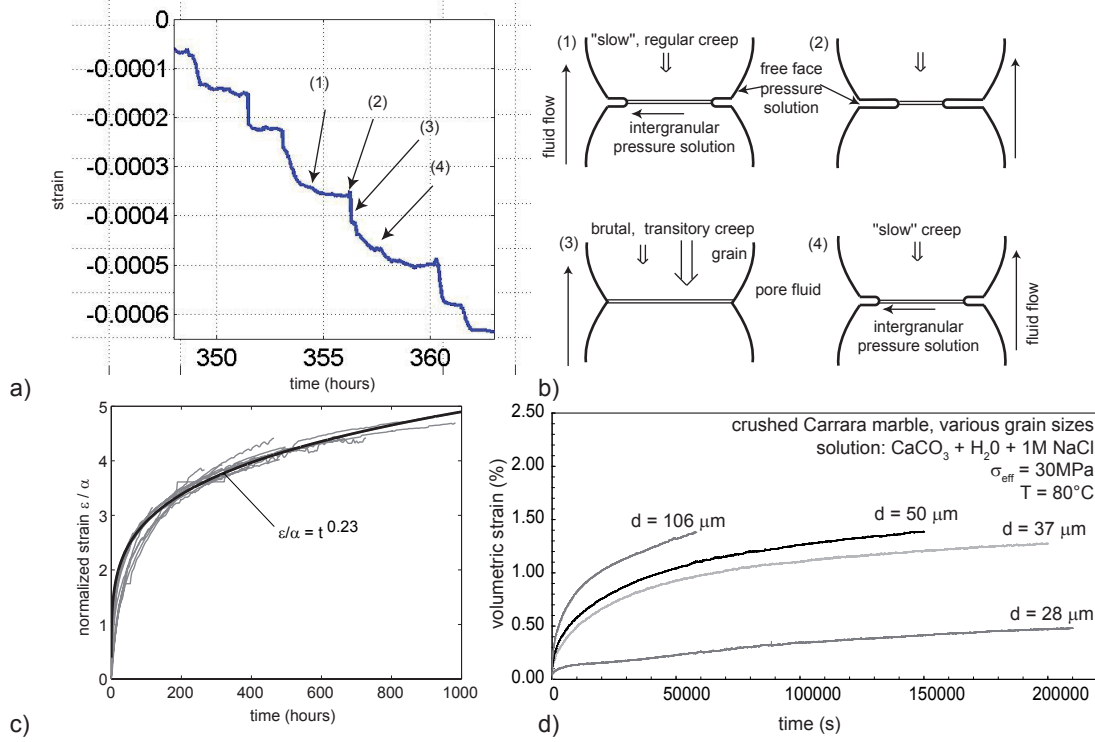 0
-0.0001
-0.0002
-0.0003
-0.0004
-0.0005
-0.0006
strain
(1)
(2)
(3)
(4)
350
355
360
time (hours)
a)
(1)
"slow", regular creep
fluid flow
intergranular
pressure solution
free face
pressure
solution
(2)
(3)
brutal, transitory creep
grain
pore fluid
(4)
"slow" creep
intergranular
pressure solution
fluid flow
b)
5
4
3
2
1
0
normalized strain ε / α
ε/α = t^0.23
0
200
400
600
800
1000
time (hours)
c)
2.50
2.00
1.50
1.00
0.50
0.00
volumetric strain (%)
crushed Carrara marble, various grain sizes
solution: CaCO3 + H20 + 1M NaCl
σeff = 30MPa
T = 80°C
d = 106 μm
d = 50 μm
d = 37 μm
d = 28 μm
0
50000
100000
150000
200000
time (s)
d)